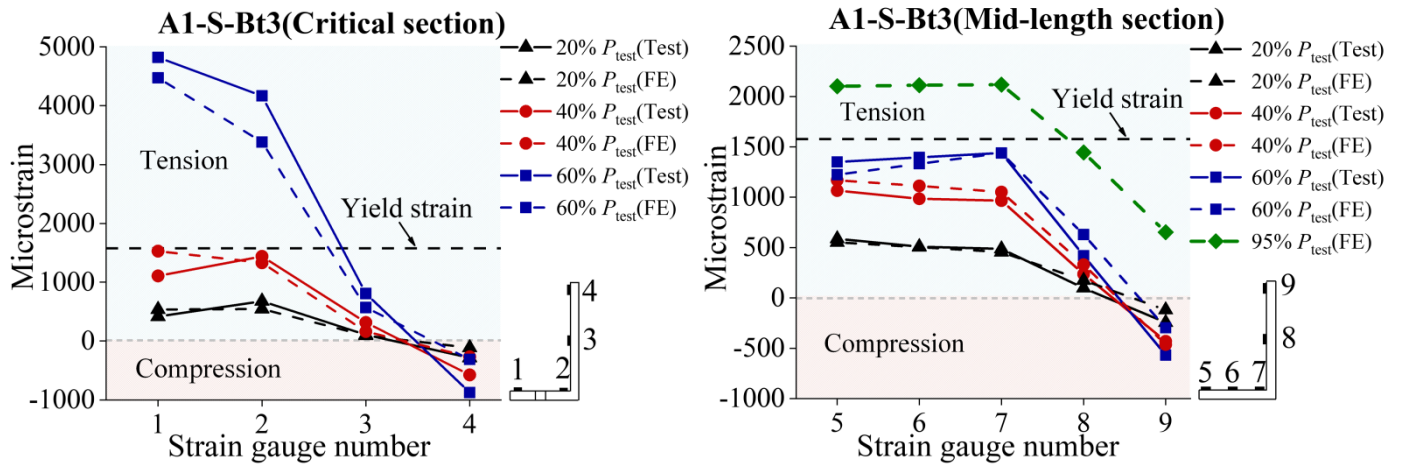 A1-S-Bt3(Critical section)
5000
4000
3000
2000
1000
0
-1000
Microstrain
Tension
Yield strain
Compression
1 2 3 4
Strain gauge number
20% Ptest(Test)
20% Ptest(FE)
40% Ptest(Test)
40% Ptest(FE)
60% Ptest(Test)
60% Ptest(FE)
4
3
1 2
A1-S-Bt3(Mid-length section)
2500
2000
1500
1000
500
0
-500
-1000
Microstrain
Tension
Yield strain
Compression
5 6 7 8 9
Strain gauge number
20% Ptest(Test)
20% Ptest(FE)
40% Ptest(Test)
40% Ptest(FE)
60% Ptest(Test)
60% Ptest(FE)
95% Ptest(FE)
9
8
5 6 7